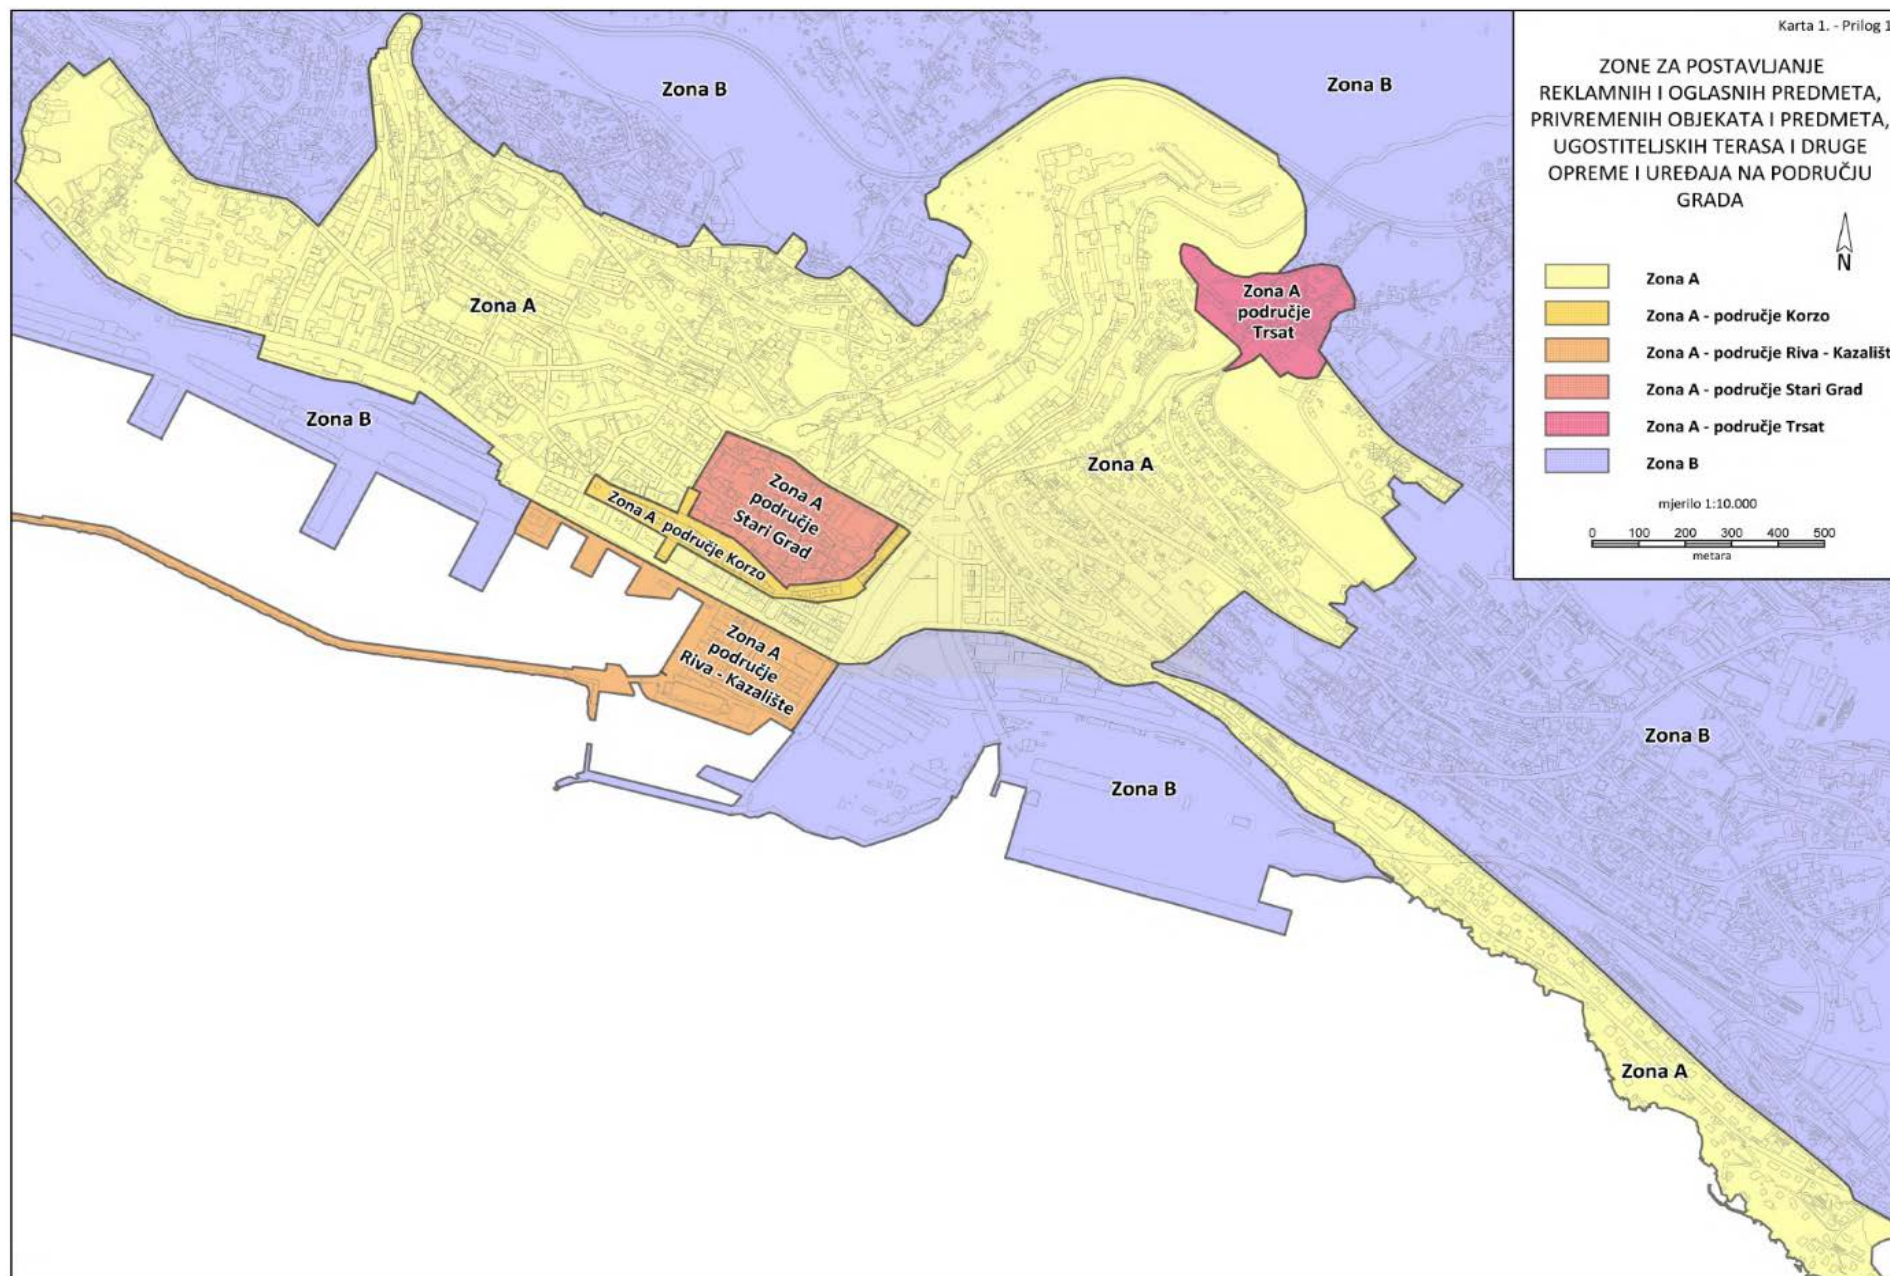 Karta 1. - Prilog 1
ZONE ZA POSTAVLJANJE
REKLAMNIH I OGLASNIH PREDMETA,
PRIVREMENIH OBJEKATA I PREDMETA,
UGOSTITELJSKIH TERASA I DRUGE
OPREME I UREĐAJA NA PODRUČJU
GRADA
N
Zona A
Zona A - područje Korzo
Zona A - područje Riva - Kazališt
Zona A - područje Stari Grad
Zona A - područje Trsat
Zona B
mjerilo 1:10.000
0 100 200 300 400 500
metara
Zona B
Zona B
Zona A
Zona A
područje
Trsat
Zona B
Zona A
Zona A
područje
Stari Grad
Zona A područje Korzo
Zona A
područje
Riva - Kazalište
Zona B
Zona B
Zona A